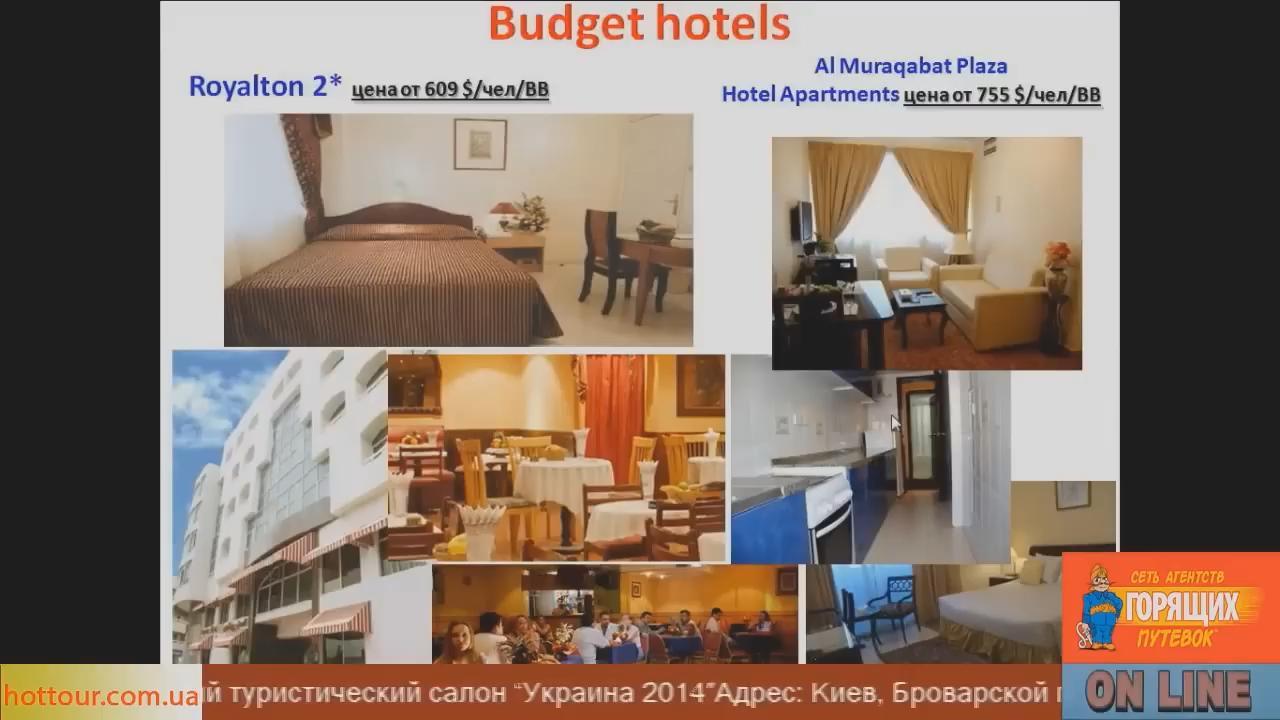 Budget hotels
Royalton 2* цена от 609 $/чел/BB
Al Muraqabat Plaza
Hotel Apartments цена от 755 $/чел/BB
СЕТЬ АГЕНТСТВ
ГОРЯЩИХ
ПУТЕВОК
hottour.com.ua
й туристический салон “Украина 2014”Адрес: Киев, Броварской
ON LINE